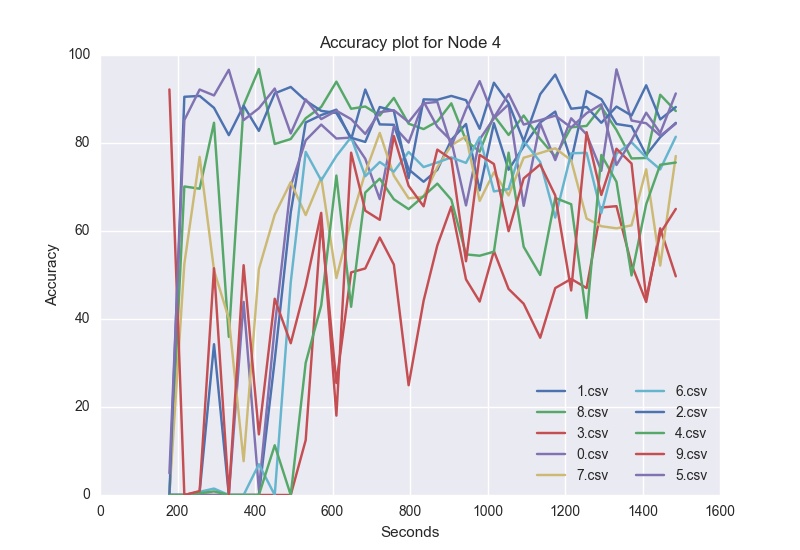 Accuracy plot for Node 4
100
80
60
40
20
0
Accuracy
0 200 400 600 800 1000 1200 1400 1600
Seconds
1.csv 6.csv
8.csv 2.csv
3.csv 4.csv
0.csv 9.csv
7.csv 5.csv